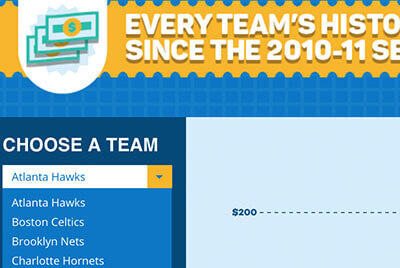 EVERY TEAM'S HISTO
SINCE THE 2010-11 SE
CHOOSE A TEAM
Atlanta Hawks
Atlanta Hawks
Boston Celtics
Brooklyn Nets
Charlotte Hornets
$200